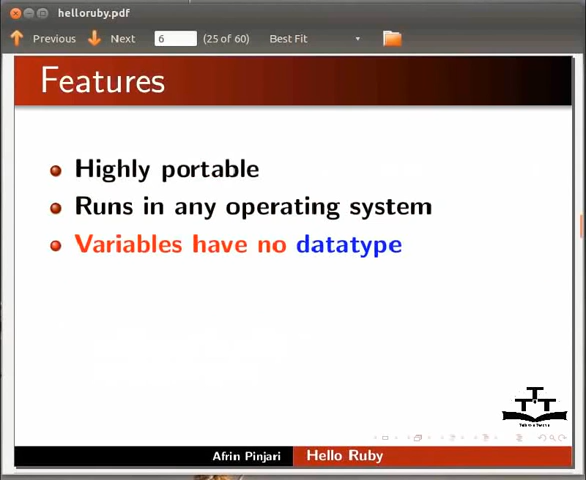 helloruby.pdf
Previous Next 6 (25 of 60) Best Fit
Features
Highly portable
Runs in any operating system
Variables have no datatype
Afrin Pinjari Hello Ruby